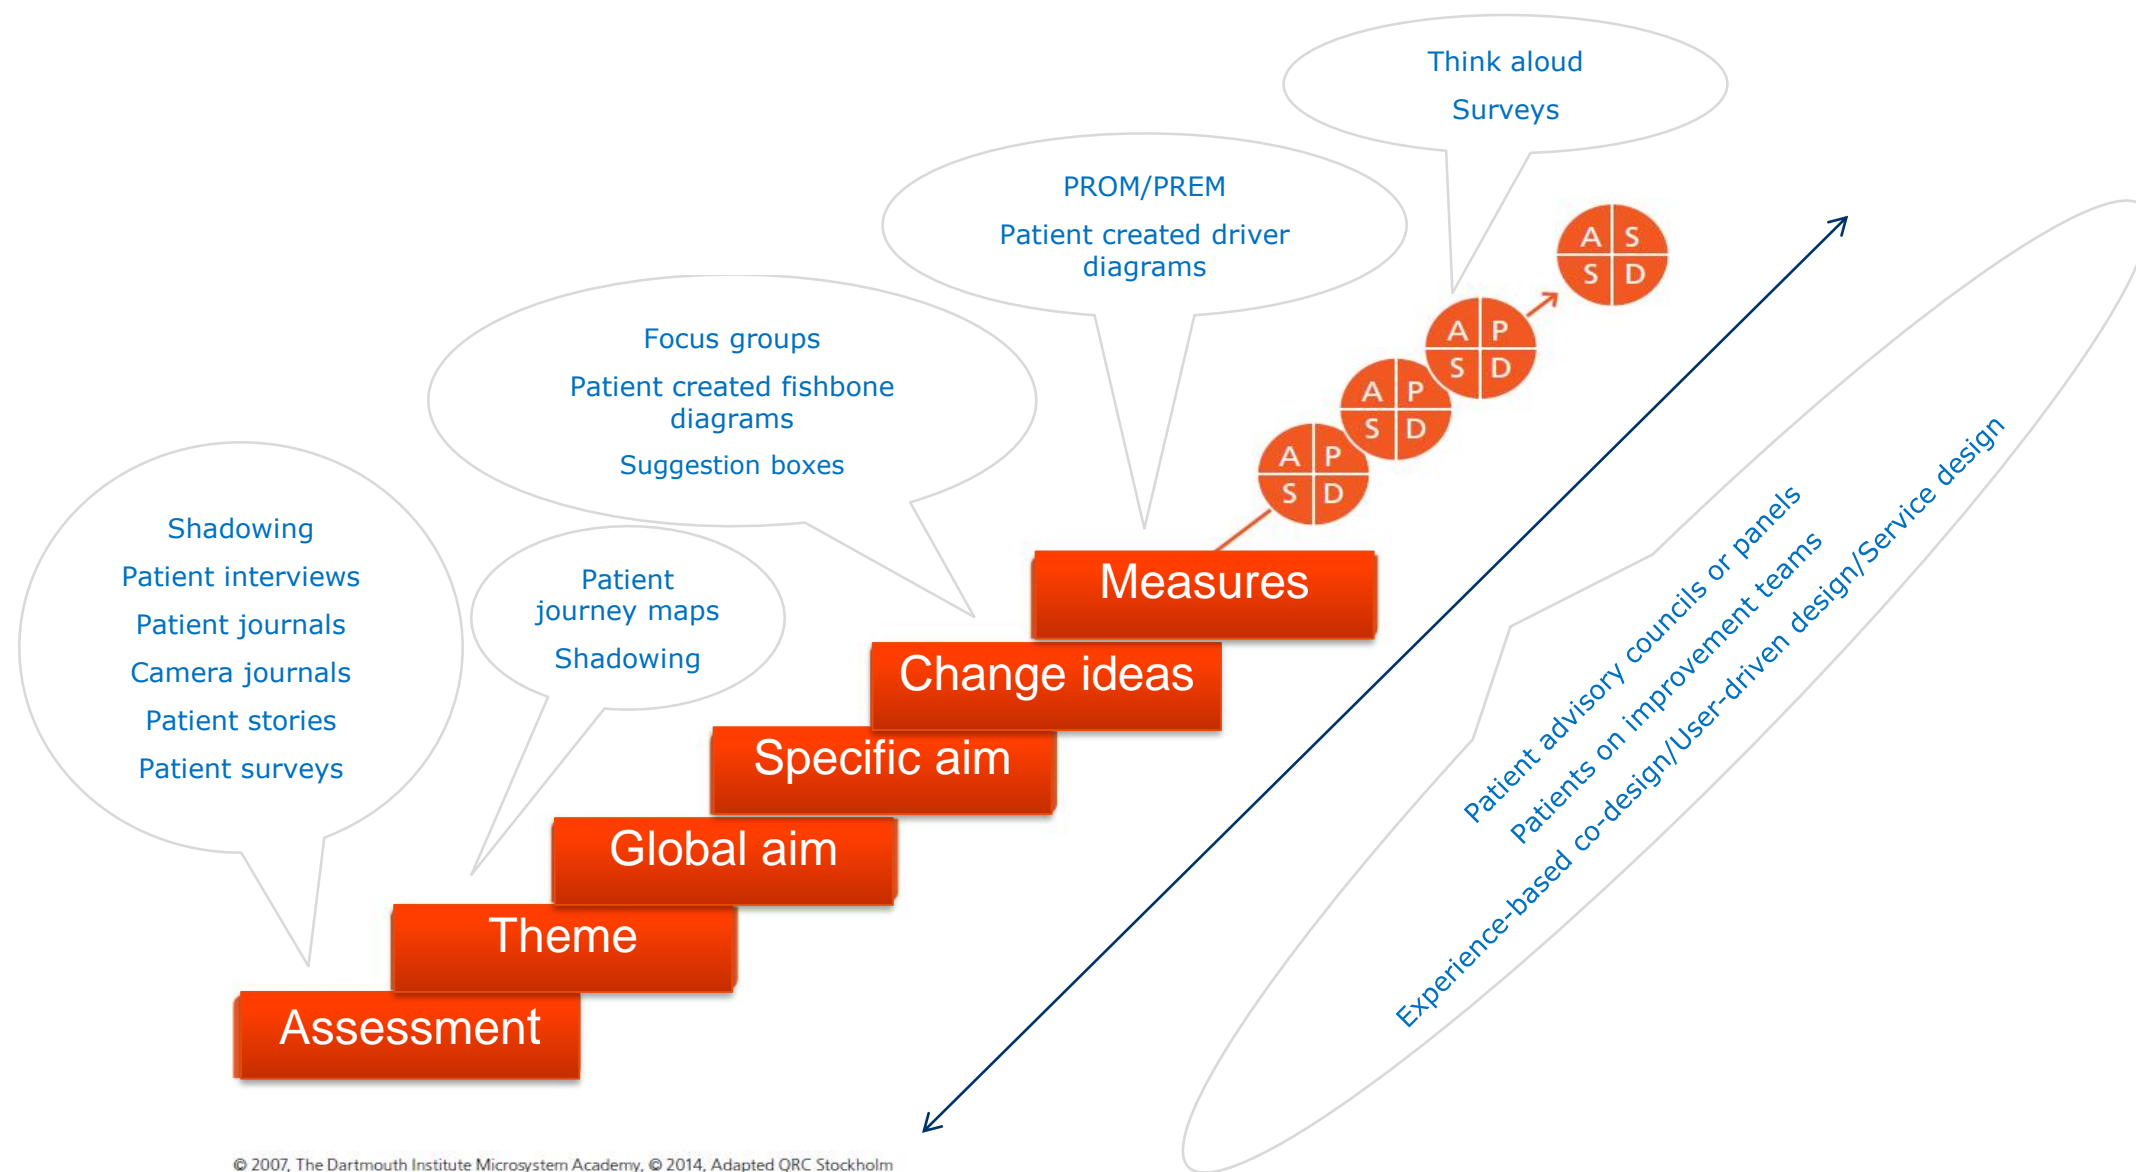 Think aloud
Surveys
PROM/PREM
Patient created driver
diagrams
Focus groups
Patient created fishbone
diagrams
Suggestion boxes
Shadowing
Patient interviews
Patient journals
Camera journals
Patient stories
Patient surveys
Patient
journey maps
Shadowing
A S
S D
A P
S D
A P
S D
A P
S D
Measures
Change ideas
Specific aim
Global aim
Theme
Assessment
Patient advisory councils or panels
Patients on improvement teams
Experience-based co-design/User-driven design/Service design
© 2007, The Dartmouth Institute Microsystem Academy, © 2014, Adapted QRC Stockholm